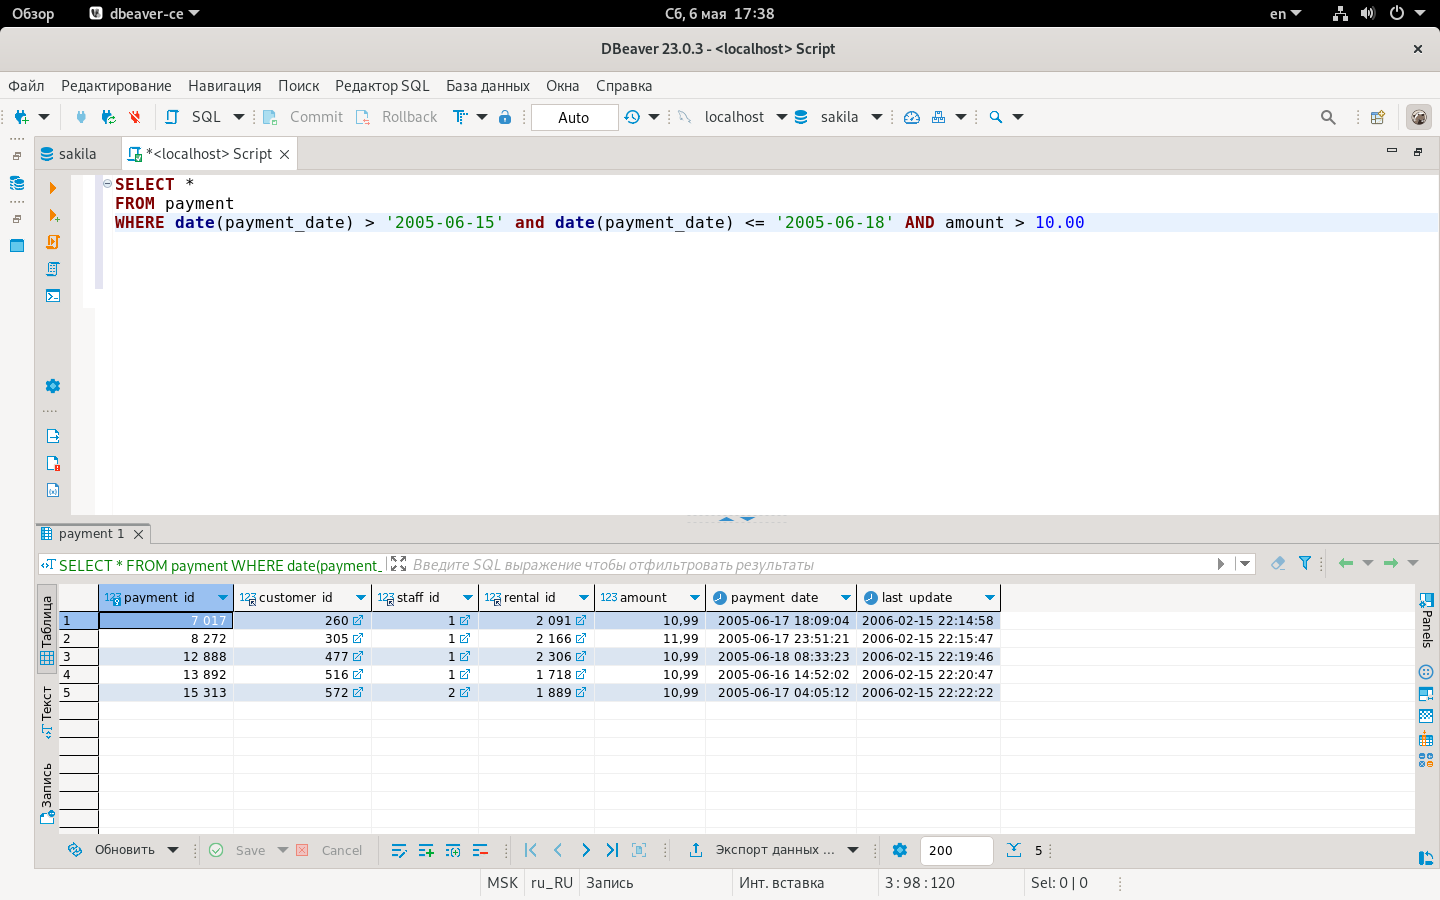 Обзор dbeaver-ce Сб, 6 мая 17:38 en
DBeaver 23.0.3 - <localhost> Script
Файл Редактирование Навигация Поиск Редактор SQL База данных Окна Справка
SQL Commit Rollback Auto localhost sakila
sakila *<localhost> Script
SELECT *
FROM payment
WHERE date(payment_date) > '2005-06-15' and date(payment_date) <= '2005-06-18' AND amount > 10.00
payment 1
SELECT * FROM payment WHERE date(payment_ Введите SQL выражение чтобы отфильтровать результаты
payment_id customer_id staff_id rental_id amount payment_date last_update
1 7 017 260 1 2 091 10,99 2005-06-17 18:09:04 2006-02-15 22:14:58
2 8 272 305 1 2 166 11,99 2005-06-17 23:51:21 2006-02-15 22:15:47
3 12 888 477 1 2 306 10,99 2005-06-18 08:33:23 2006-02-15 22:19:46
4 13 892 516 1 1 718 10,99 2005-06-16 14:52:02 2006-02-15 22:20:47
5 15 313 572 2 1 889 10,99 2005-06-17 04:05:12 2006-02-15 22:22:22
Таблица
Текст
Запись
Panels
Обновить Save Cancel Экспорт данных ... 200 5
MSK ru_RU Запись Инт. вставка 3 : 98 : 120 Sel: 0 | 0